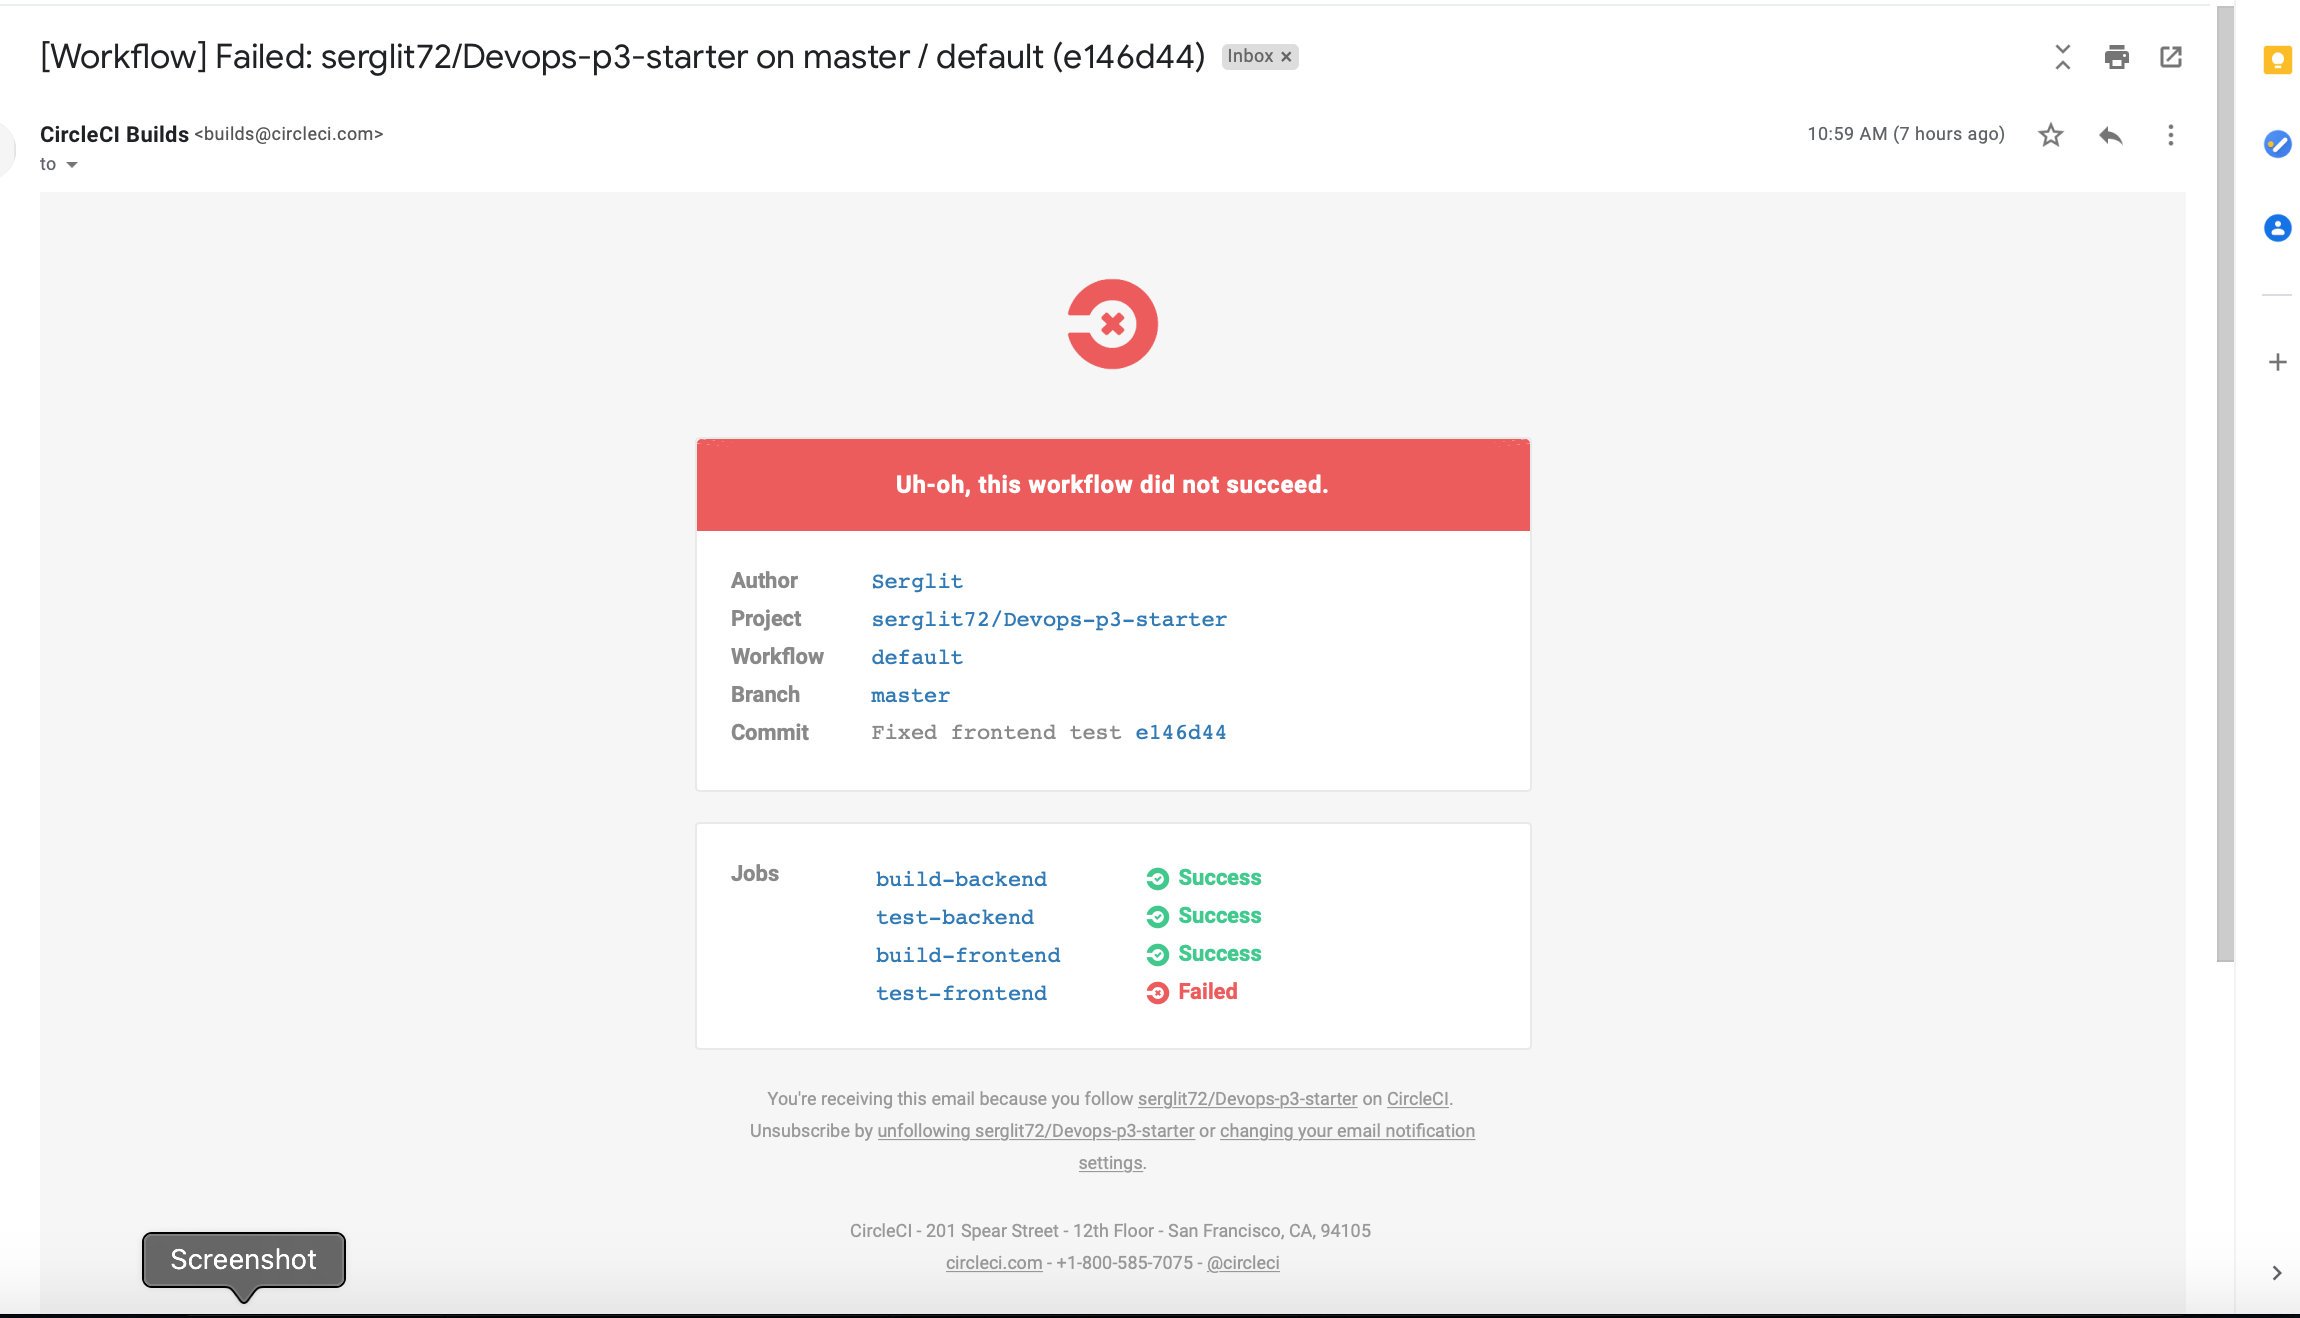 [Workflow] Failed: serglit72/Devops-p3-starter on master / default (e146d44) Inbox ×
CircleCI Builds <builds@circleci.com> 10:59 AM (7 hours ago)
to
Uh-oh, this workflow did not succeed.
Author Serglit
Project serglit72/Devops-p3-starter
Workflow default
Branch master
Commit Fixed frontend test e146d44
Jobs build-backend Success
test-backend Success
build-frontend Success
test-frontend Failed
You're receiving this email because you follow serglit72/Devops-p3-starter on CircleCI.
Unsubscribe by unfollowing serglit72/Devops-p3-starter or changing your email notification
settings.
CircleCI - 201 Spear Street - 12th Floor - San Francisco, CA, 94105
circleci.com - +1-800-585-7075 - @circleci
Screenshot